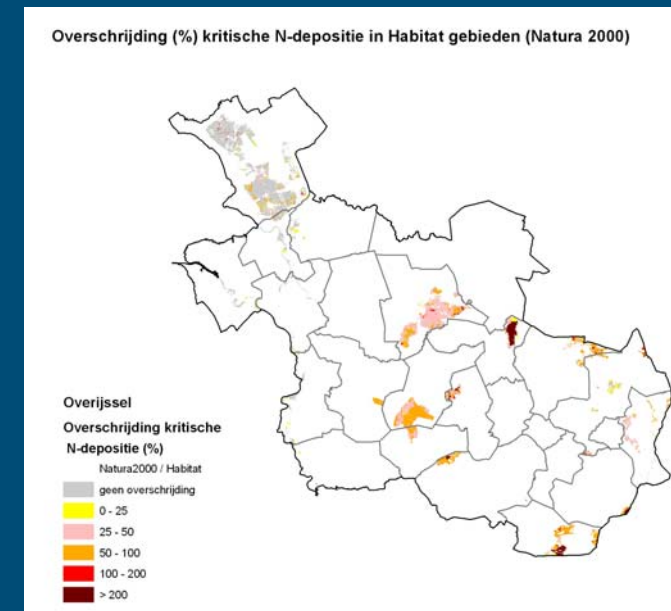 Overschrijding (%) kritische N-depositie in Habitat gebieden (Natura 2000)
Overijssel
Overschrijding kritische
N-depositie (%)
Natura2000 / Habitat
geen overschrijding
0 - 25
25 - 50
50 - 100
100 - 200
> 200